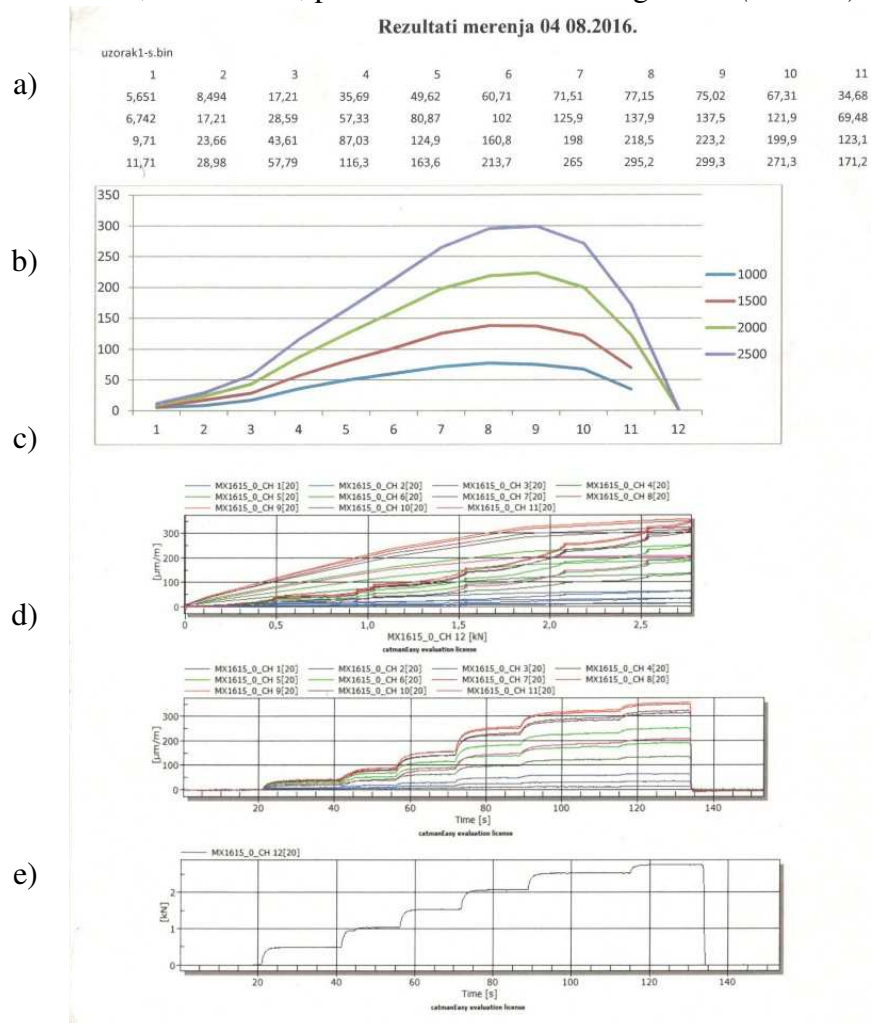 Rezultati merenja 04 08.2016.
uzorak1-s.bin
a)
1 2 3 4 5 6 7 8 9 10 11
5,651 8,494 17,21 35,69 49,62 60,71 71,51 77,15 75,02 67,31 34,68
6,742 17,21 28,59 57,33 80,87 102 125,9 137,9 137,5 121,9 69,48
9,71 23,66 43,61 87,03 124,9 160,8 198 218,5 223,2 199,9 123,1
11,71 28,98 57,79 116,3 163,6 213,7 265 295,2 299,3 271,3 171,2
b)
350
300
250
200
150
100
50
0
1 2 3 4 5 6 7 8 9 10 11 12
1000
1500
2000
2500
c)
MX1615_0_CH 1[20] MX1615_0_CH 2[20] MX1615_0_CH 3[20] MX1615_0_CH 4[20]
MX1615_0_CH 5[20] MX1615_0_CH 6[20] MX1615_0_CH 7[20] MX1615_0_CH 8[20]
MX1615_0_CH 9[20] MX1615_0_CH 10[20] MX1615_0_CH 11[20]
[µm/m]
300
200
100
0
0 0,5 1,0 1,5 2,0 2,5
MX1615_0_CH 12 [kN]
catmanEasy evaluation license
d)
MX1615_0_CH 1[20] MX1615_0_CH 2[20] MX1615_0_CH 3[20] MX1615_0_CH 4[20]
MX1615_0_CH 5[20] MX1615_0_CH 6[20] MX1615_0_CH 7[20] MX1615_0_CH 8[20]
MX1615_0_CH 9[20] MX1615_0_CH 10[20] MX1615_0_CH 11[20]
[µm/m]
300
200
100
0
20 40 60 80 100 120 140
Time [s]
catmanEasy evaluation license
e)
MX1615_0_CH 12[20]
[kN]
2
1
0
20 40 60 80 100 120 140
Time [s]
catmanEasy evaluation license